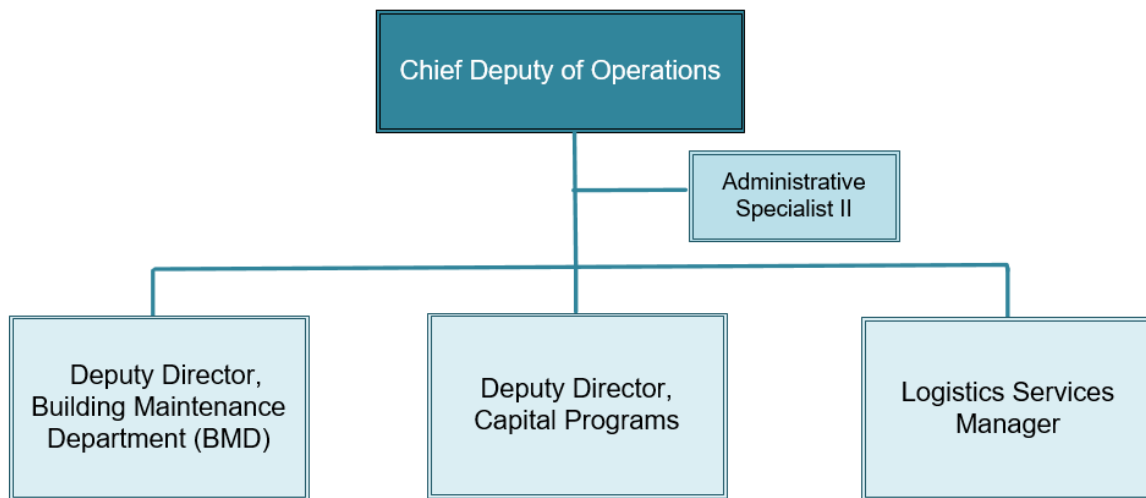 Chief Deputy of Operations
Administrative
Specialist II
Deputy Director,
Building Maintenance
Department (BMD)
Deputy Director,
Capital Programs
Logistics Services
Manager